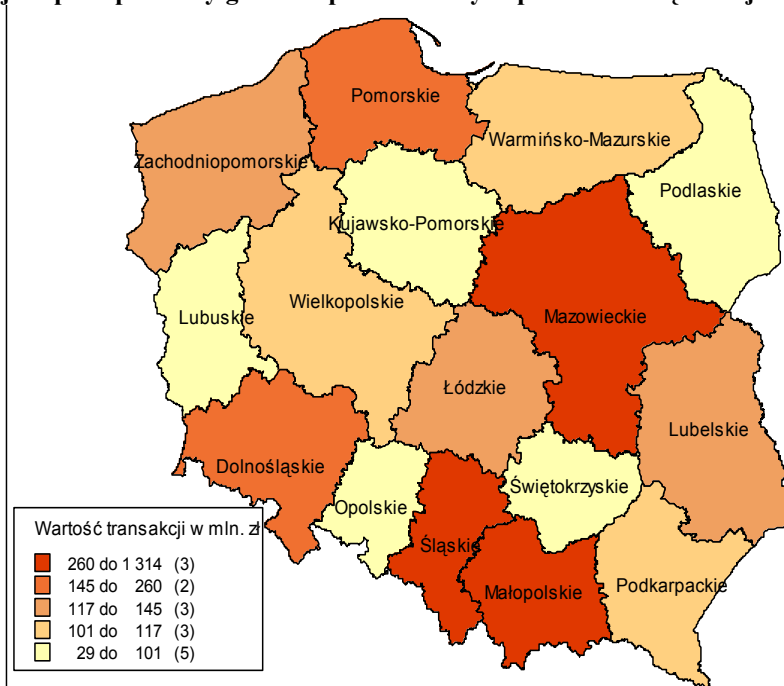 Pomorskie
Warmińsko-Mazurskie
Zachodniopomorskie
Podlaskie
Kujawsko-Pomorskie
Wielkopolskie
Mazowieckie
Lubuskie
Łódzkie
Lubelskie
Dolnośląskie
Świętokrzyskie
Opolskie
Śląskie
Małopolskie
Podkarpackie
Wartość transakcji w mln. zł
260 do 1 314 (3)
145 do 260 (2)
117 do 145 (3)
101 do 117 (3)
29 do 101 (5)